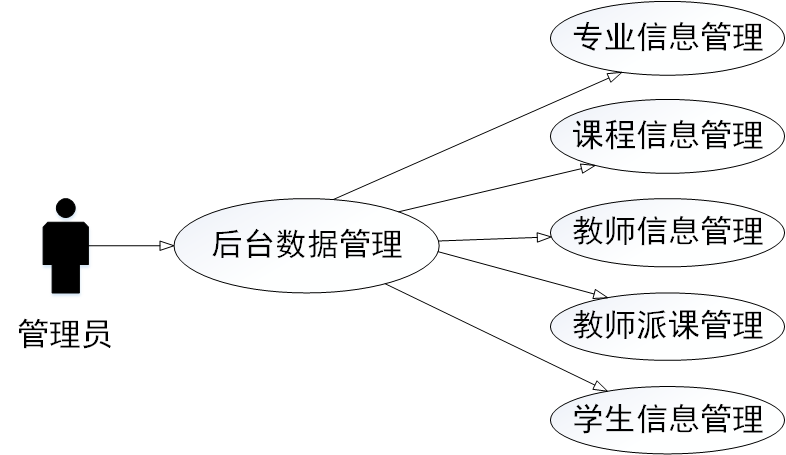 专业信息管理
课程信息管理
教师信息管理
后台数据管理
教师派课管理
管理员
学生信息管理